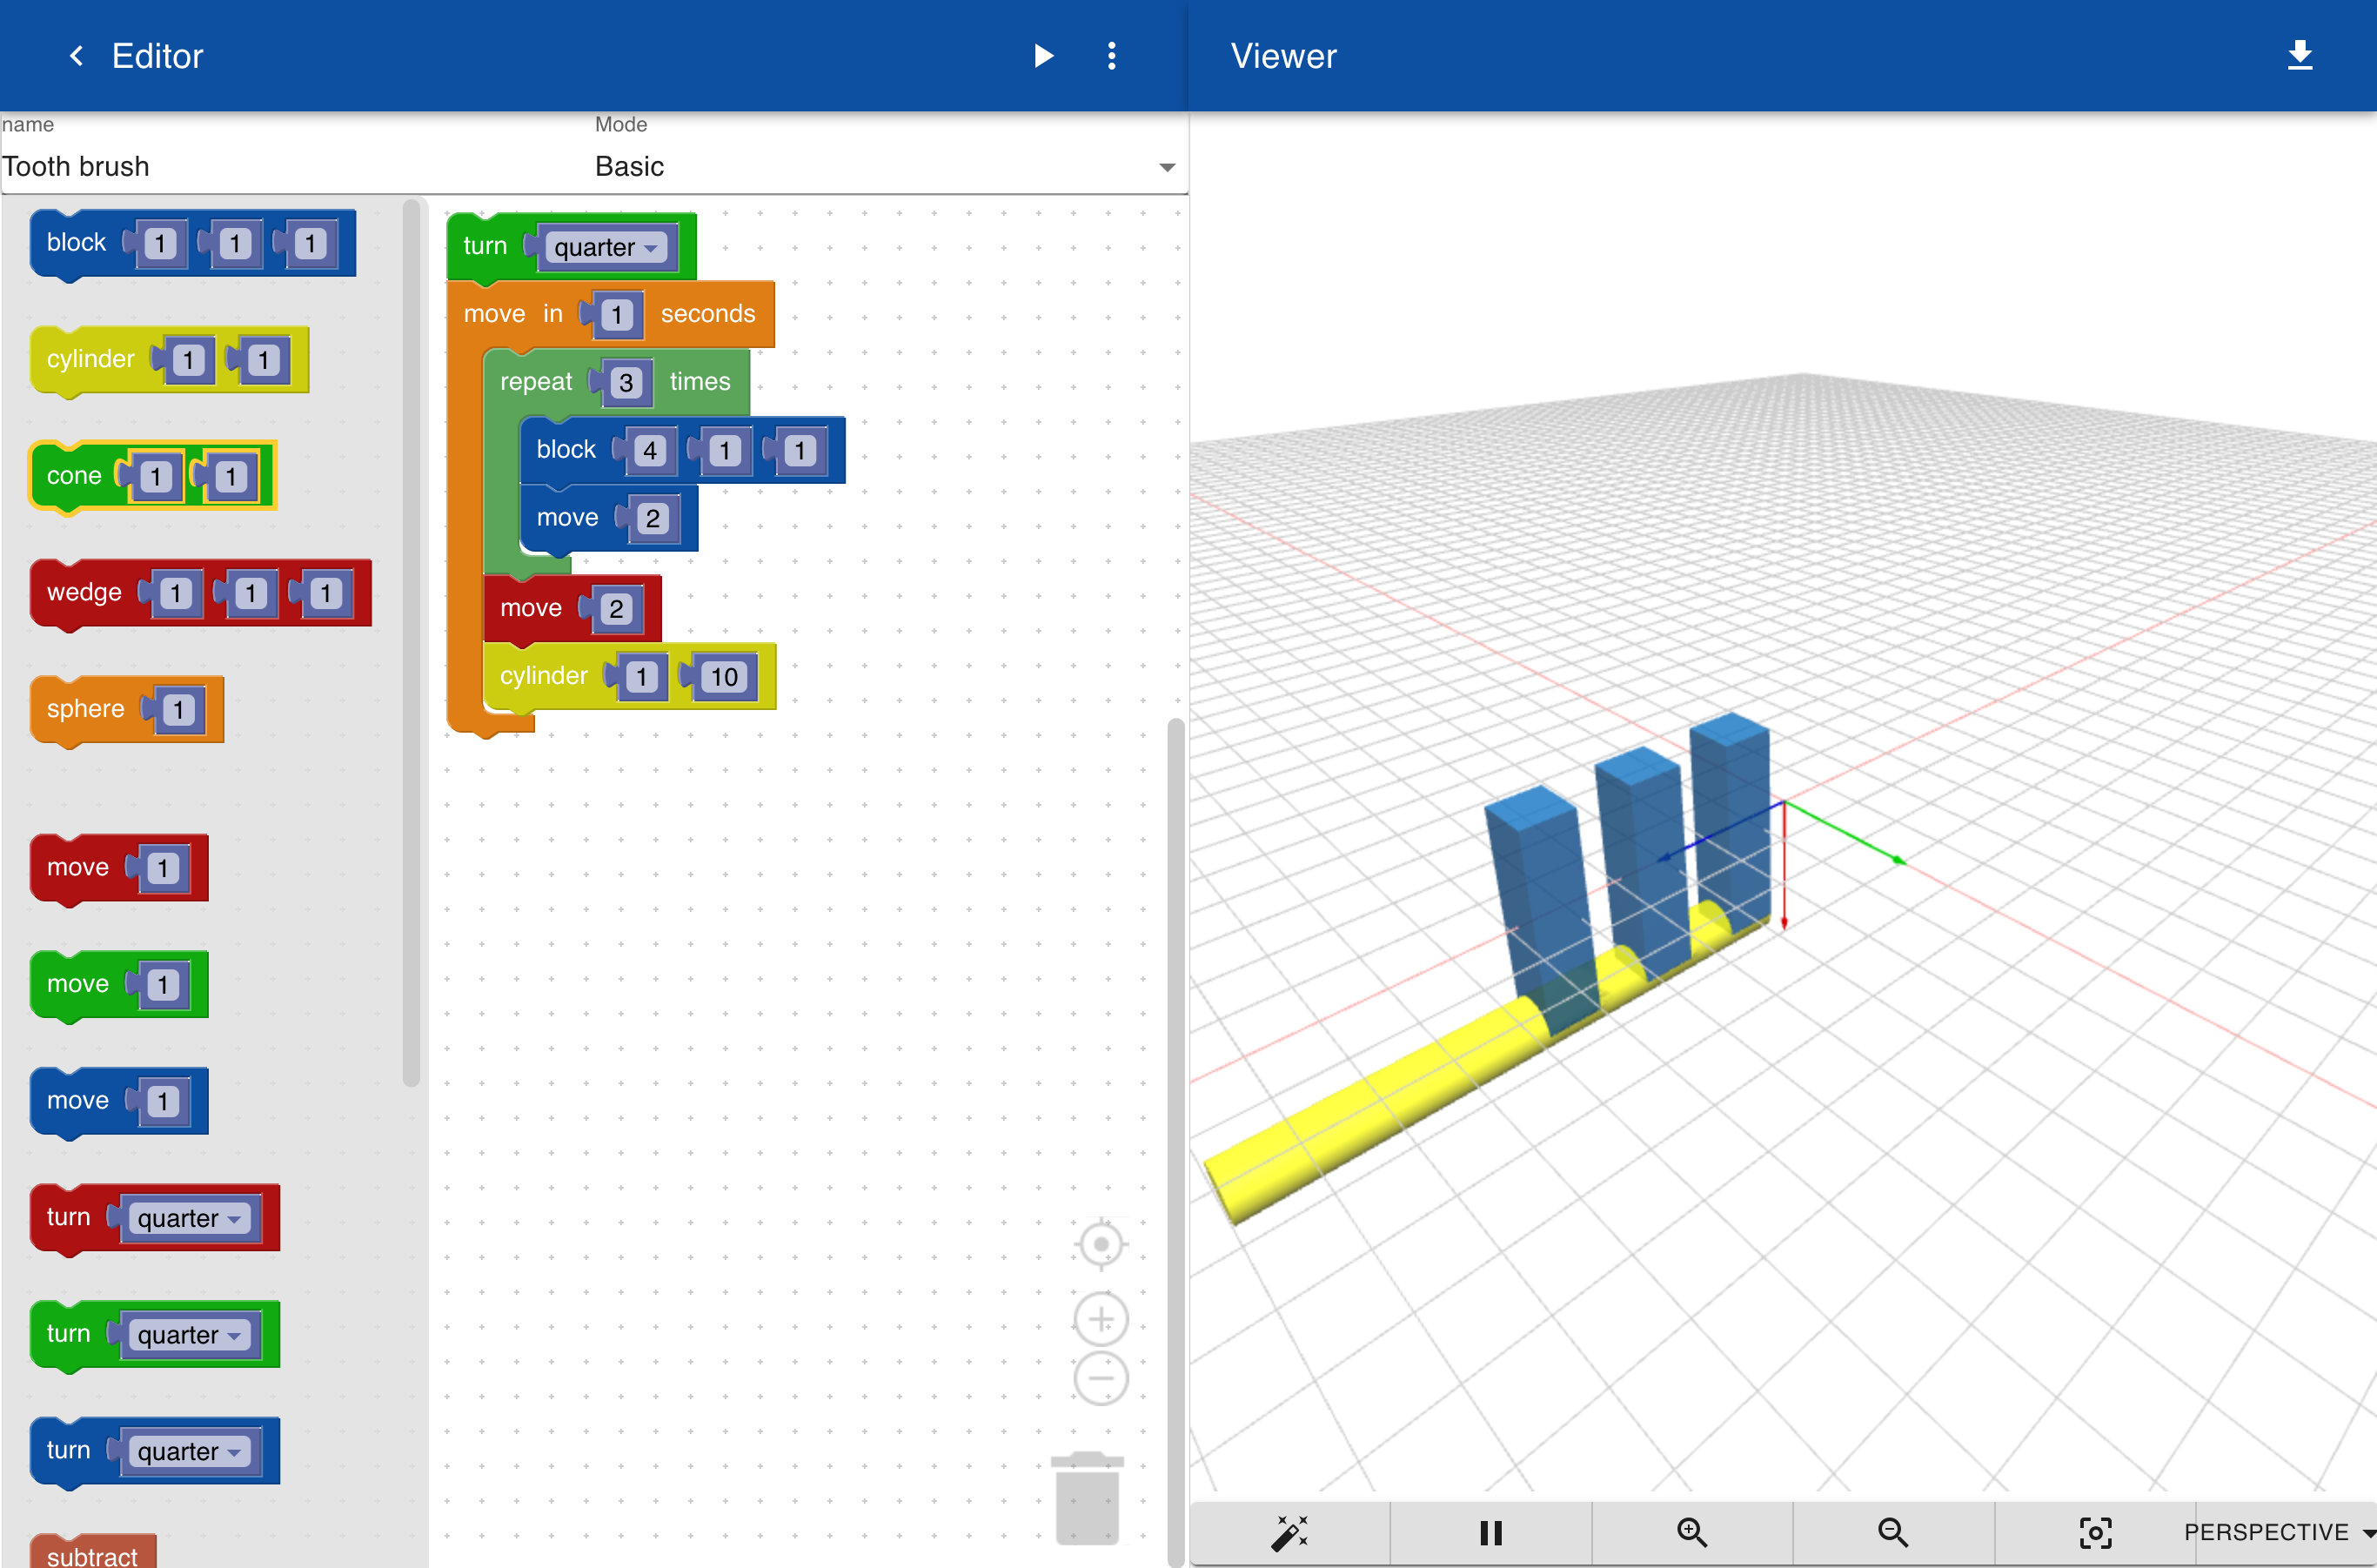 Editor
Viewer
name
Mode
Tooth brush
Basic
block 1 1 1
cylinder 1 1
cone 1 1
wedge 1 1 1
sphere 1
move 1
move 1
move 1
turn quarter
turn quarter
turn quarter
subtract
turn quarter
move in 1 seconds
repeat 3 times
block 4 1 1
move 2
move 2
cylinder 1 10
PERSPECTIVE